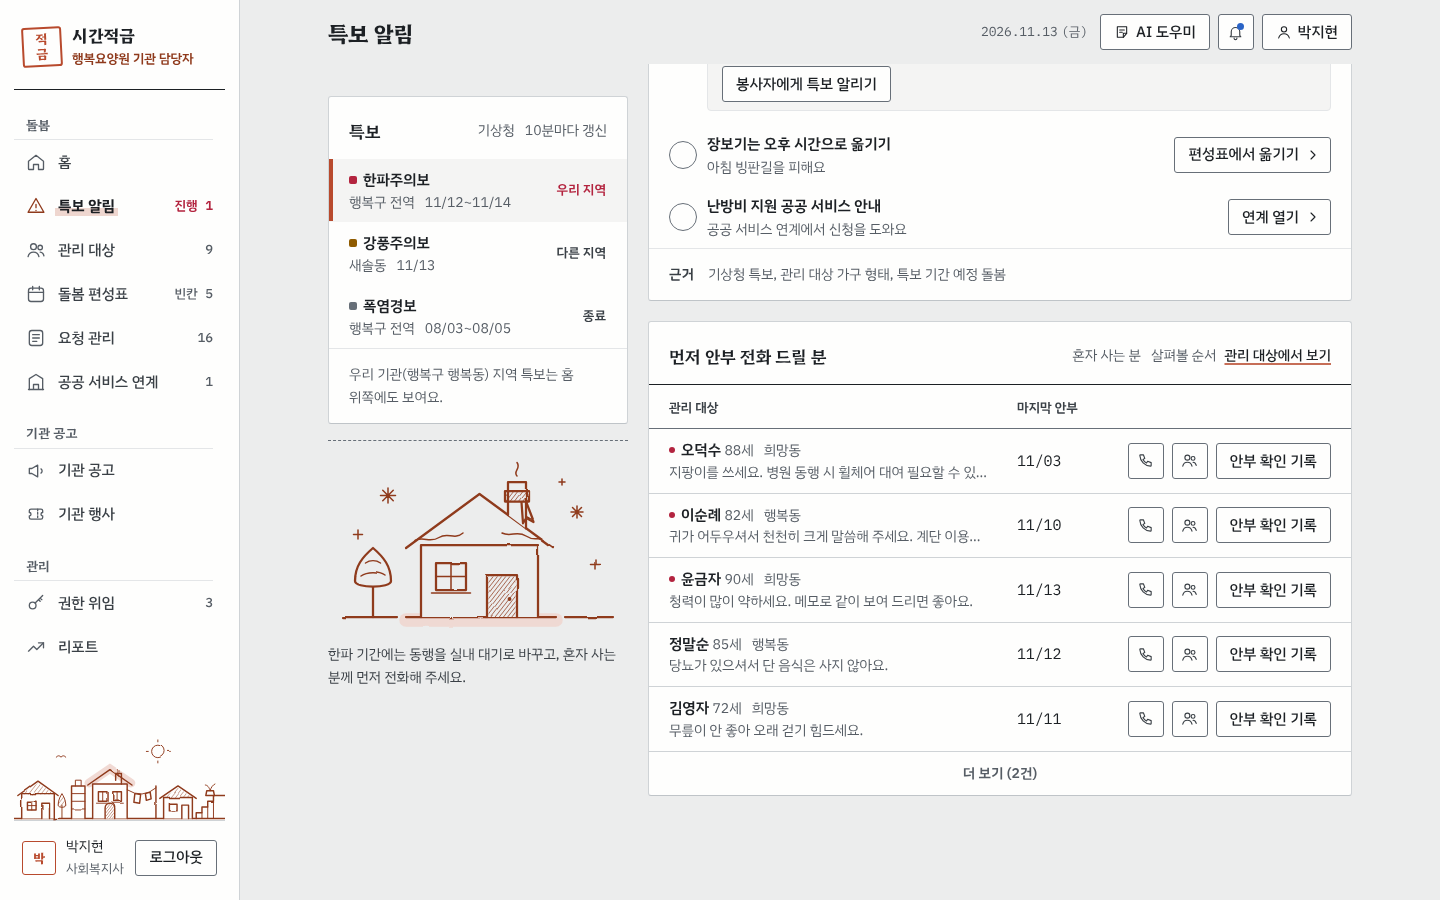 적금
시간적금
행복요양원 기관 담당자
돌봄
홈
특보 알림 진행 1
관리 대상 9
돌봄 편성표 빈칸 5
요청 관리 16
공공 서비스 연계 1
기관 공고
기관 공고
기관 행사
관리
권한 위임 3
리포트
박
박지현
사회복지사
로그아웃
특보 알림
2026.11.13 (금)
AI 도우미
박지현
특보
기상청 10분마다 갱신
한파주의보
행복구 전역 11/12~11/14
우리 지역
강풍주의보
새솔동 11/13
다른 지역
폭염경보
행복구 전역 08/03~08/05
종료
우리 기관(행복구 행복동) 지역 특보는 홈
위쪽에도 보여요.
한파 기간에는 동행을 실내 대기로 바꾸고, 혼자 사는
분께 먼저 전화해 주세요.
봉사자에게 특보 알리기
장보기는 오후 시간으로 옮기기
아침 빙판길을 피해요
편성표에서 옮기기
난방비 지원 공공 서비스 안내
공공 서비스 연계에서 신청을 도와요
연계 열기
근거 기상청 특보, 관리 대상 가구 형태, 특보 기간 예정 돌봄
먼저 안부 전화 드릴 분
혼자 사는 분 살펴볼 순서 관리 대상에서 보기
관리 대상 마지막 안부
오덕수 88세 희망동
지팡이를 쓰세요. 병원 동행 시 휠체어 대여 필요할 수 있...
11/03
안부 확인 기록
이순례 82세 행복동
귀가 어두우셔서 천천히 크게 말씀해 주세요. 계단 이용...
11/10
안부 확인 기록
윤금자 90세 희망동
청력이 많이 약하세요. 메모로 같이 보여 드리면 좋아요.
11/13
안부 확인 기록
정말순 85세 행복동
당뇨가 있으셔서 단 음식은 사지 않아요.
11/12
안부 확인 기록
김영자 72세 희망동
무릎이 안 좋아 오래 걷기 힘드세요.
11/11
안부 확인 기록
더 보기 (2건)